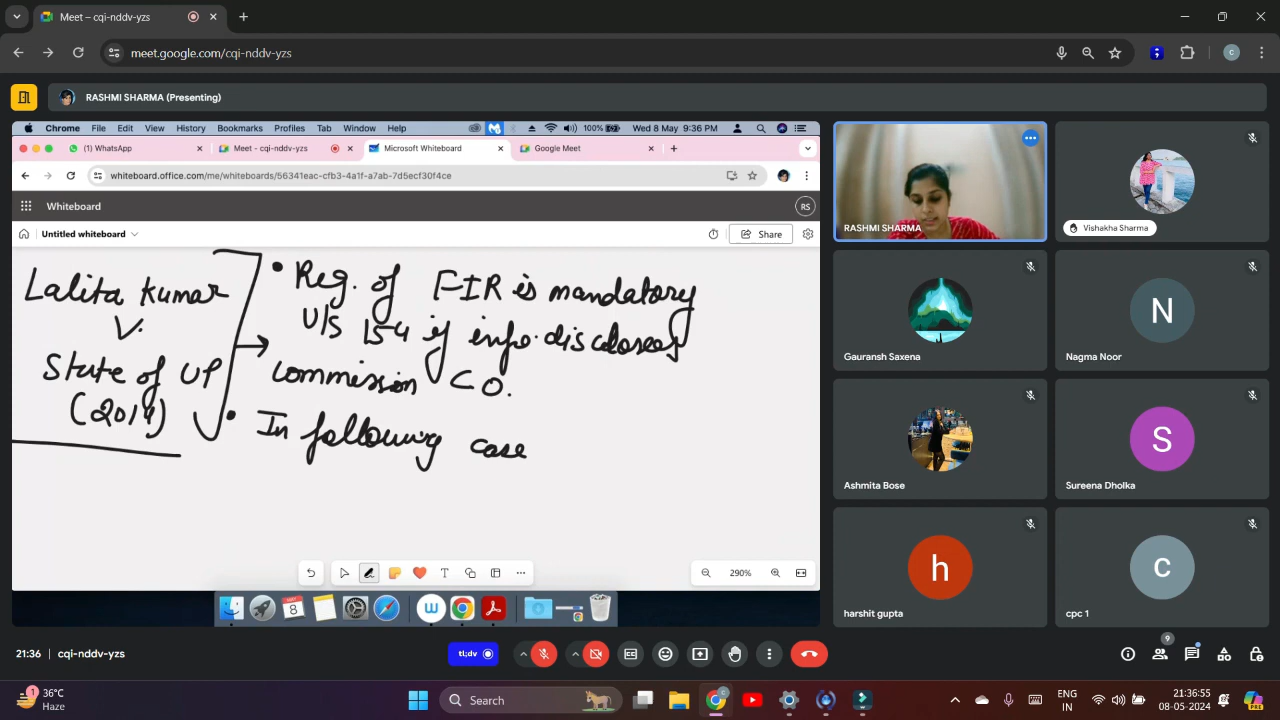 Meet – cqi-nddv-yzs
meet.google.com/cqi-nddv-yzs
c
RASHMI SHARMA (Presenting)
Chrome File Edit View History Bookmarks Profiles Tab Window Help
100% Wed 8 May 9:36 PM
(1) WhatsApp
Meet - cqi-nddv-yzs
Microsoft Whiteboard
Google Meet
whiteboard.office.com/me/whiteboards/56341eac-cfb3-4a1f-a7ab-7d5ecf30f4ce
Whiteboard
RS
Untitled whiteboard
Share
Lalita Kumar
V.
State of UP
(2014)
• Reg. of FIR is mandatory
U/S 154 if info. discloses
commission C O.
• In following case
290%
8
RASHMI SHARMA
Vishakha Sharma
Gauransh Saxena
N
Nagma Noor
Ashmita Bose
S
Sureena Dholka
h
harshit gupta
c
cpc 1
21:36 | cqi-nddv-yzs
tl;dv
9
1
36°C
Haze
Search
ENG
IN
21:36:55
08-05-2024